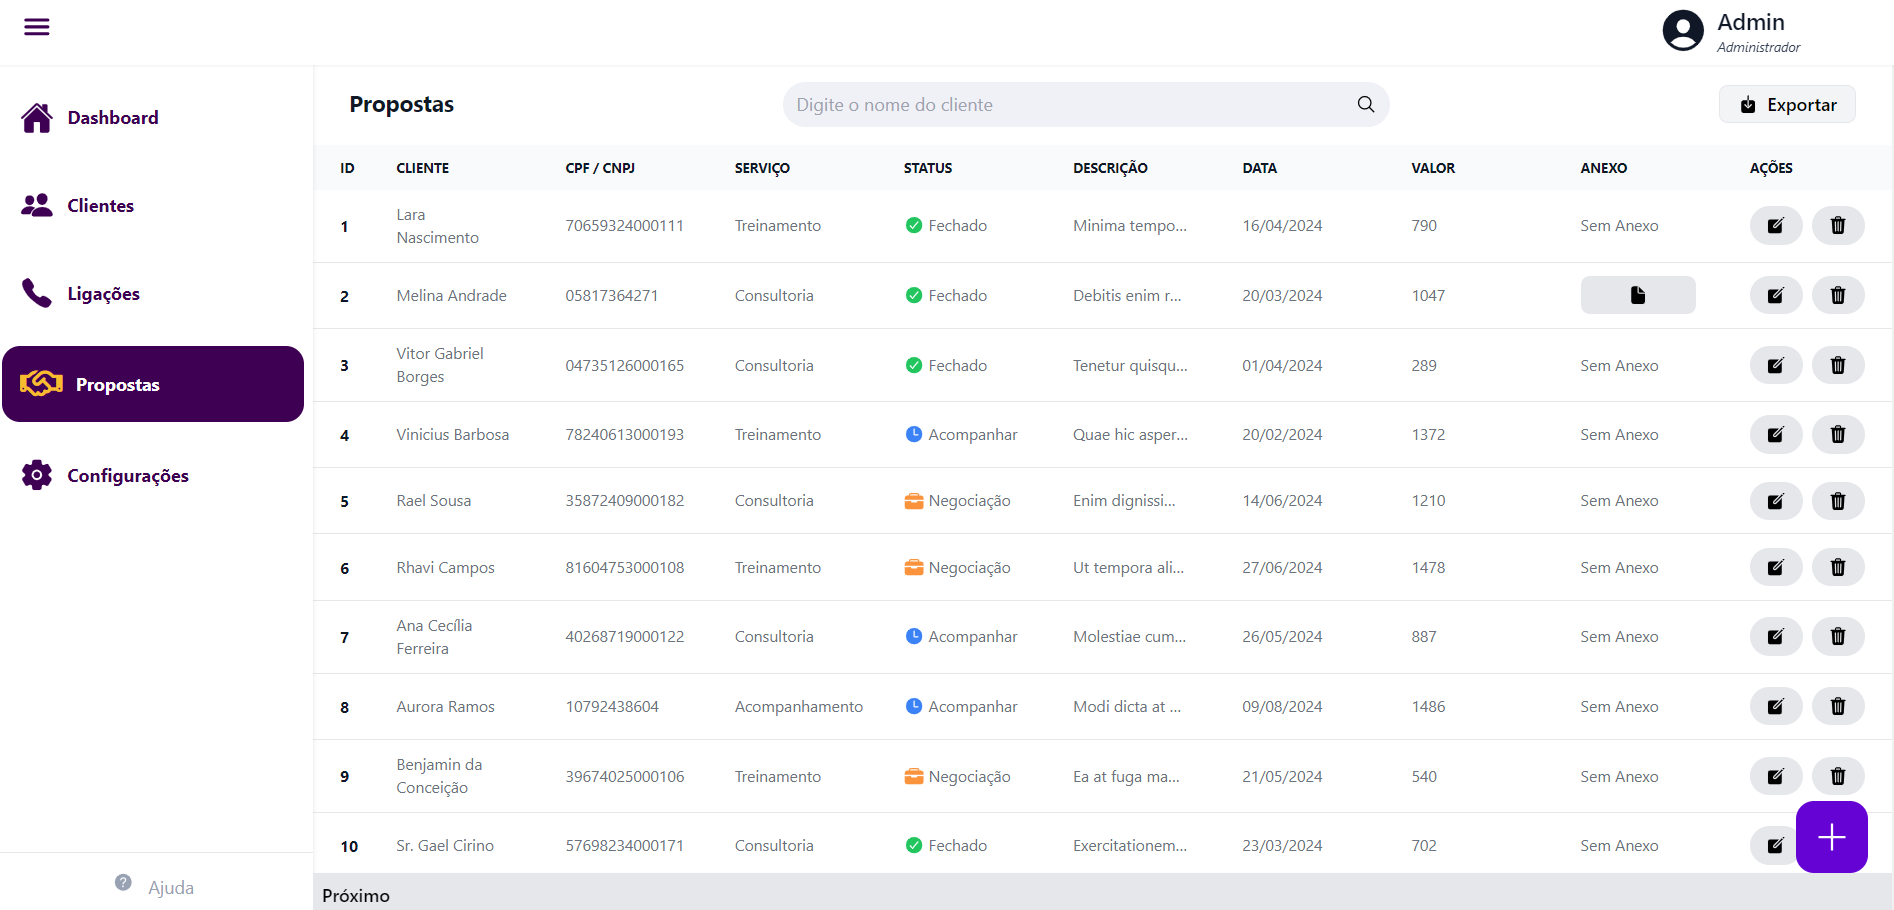 Admin
Administrador
Dashboard
Clientes
Ligações
Propostas
Configurações
Ajuda
Propostas
Digite o nome do cliente
Exportar
ID CLIENTE CPF / CNPJ SERVIÇO STATUS DESCRIÇÃO DATA VALOR ANEXO AÇÕES
1 Lara Nascimento 70659324000111 Treinamento Fechado Minima tempo... 16/04/2024 790 Sem Anexo
2 Melina Andrade 05817364271 Consultoria Fechado Debitis enim r... 20/03/2024 1047
3 Vitor Gabriel Borges 04735126000165 Consultoria Fechado Tenetur quisqu... 01/04/2024 289 Sem Anexo
4 Vinicius Barbosa 78240613000193 Treinamento Acompanhar Quae hic asper... 20/02/2024 1372 Sem Anexo
5 Rael Sousa 35872409000182 Consultoria Negociação Enim dignissi... 14/06/2024 1210 Sem Anexo
6 Rhavi Campos 81604753000108 Treinamento Negociação Ut tempora ali... 27/06/2024 1478 Sem Anexo
7 Ana Cecília Ferreira 40268719000122 Consultoria Acompanhar Molestiae cum... 26/05/2024 887 Sem Anexo
8 Aurora Ramos 10792438604 Acompanhamento Acompanhar Modi dicta at ... 09/08/2024 1486 Sem Anexo
9 Benjamin da Conceição 39674025000106 Treinamento Negociação Ea at fuga ma... 21/05/2024 540 Sem Anexo
10 Sr. Gael Cirino 57698234000171 Consultoria Fechado Exercitationem... 23/03/2024 702 Sem Anexo
Próximo